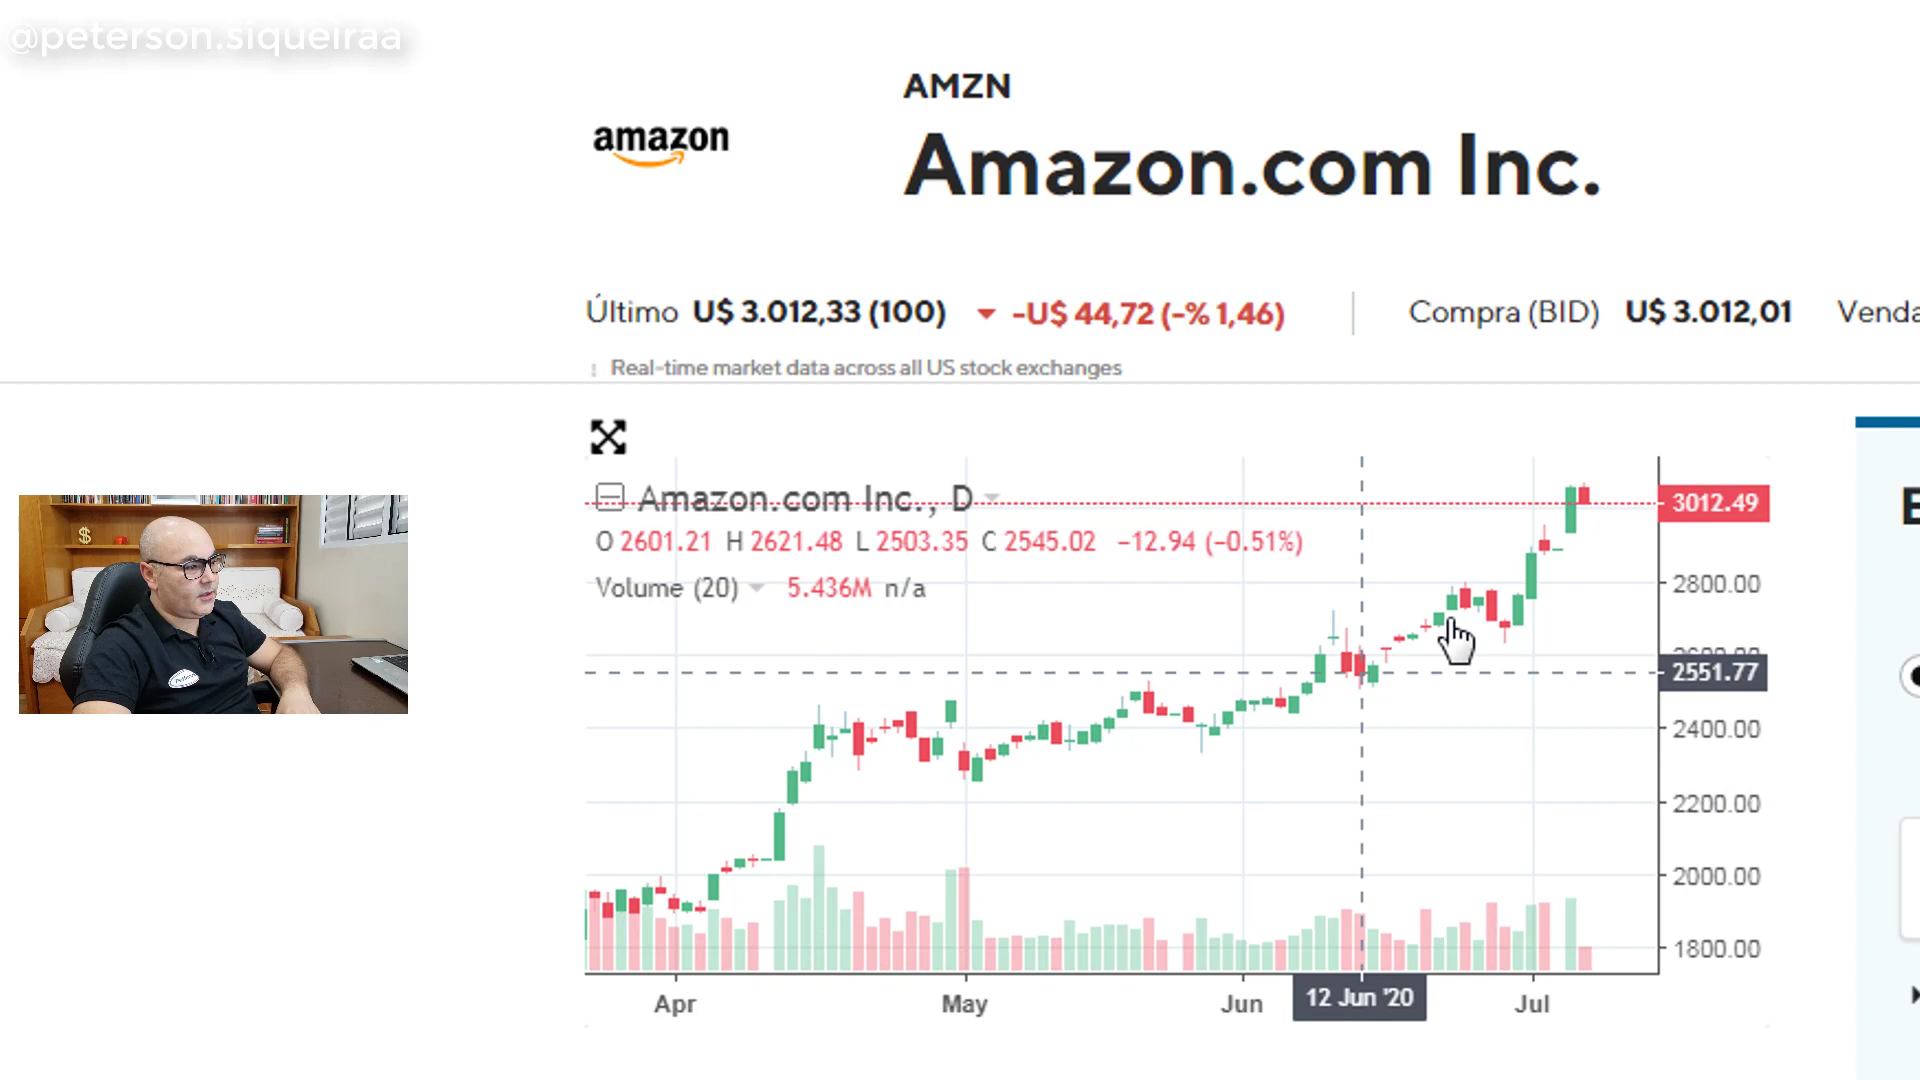 @peterson.siqueiraa
AMZN
amazon
Amazon.com Inc.
Último U$ 3.012,33 (100) -U$ 44,72 (-% 1,46) Compra (BID) U$ 3.012,01 Venda
! Real-time market data across all US stock exchanges
Amazon.com Inc., D
O 2601.21 H 2621.48 L 2503.35 C 2545.02 −12.94 (−0.51%)
Volume (20) 5.436M n/a
3012.49
2800.00
2551.77
2400.00
2200.00
2000.00
1800.00
Apr May Jun 12 Jun '20 Jul
$